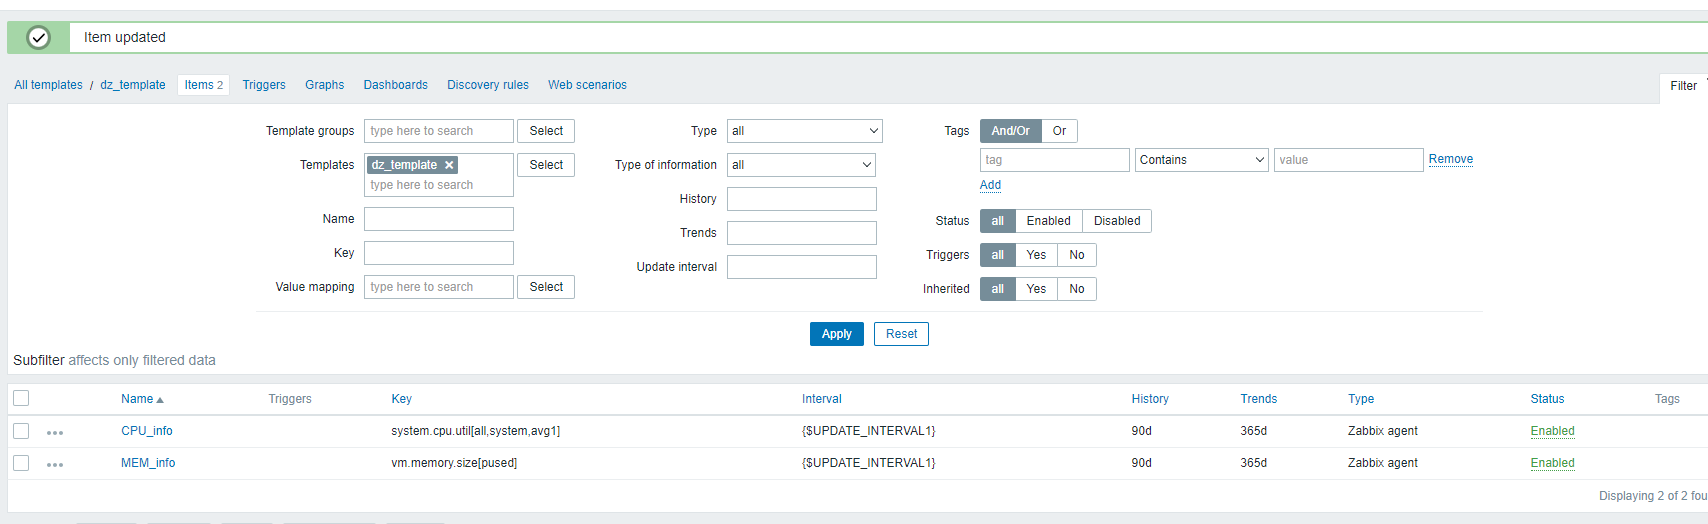 Item updated
All templates / dz_template Items 2 Triggers Graphs Dashboards Discovery rules Web scenarios Filter
Template groups type here to search Select Type all Tags And/Or Or
Templates dz_template × Select Type of information all tag Contains value Remove
type here to search Add
Name History Status all Enabled Disabled
Key Trends Triggers all Yes No
Value mapping type here to search Select Update interval Inherited all Yes No
Apply Reset
Subfilter affects only filtered data
Name Triggers Key Interval History Trends Type Status Tags
CPU_info system.cpu.util[all,system,avg1] {$UPDATE_INTERVAL1} 90d 365d Zabbix agent Enabled
MEM_info vm.memory.size[pused] {$UPDATE_INTERVAL1} 90d 365d Zabbix agent Enabled
Displaying 2 of 2 fou